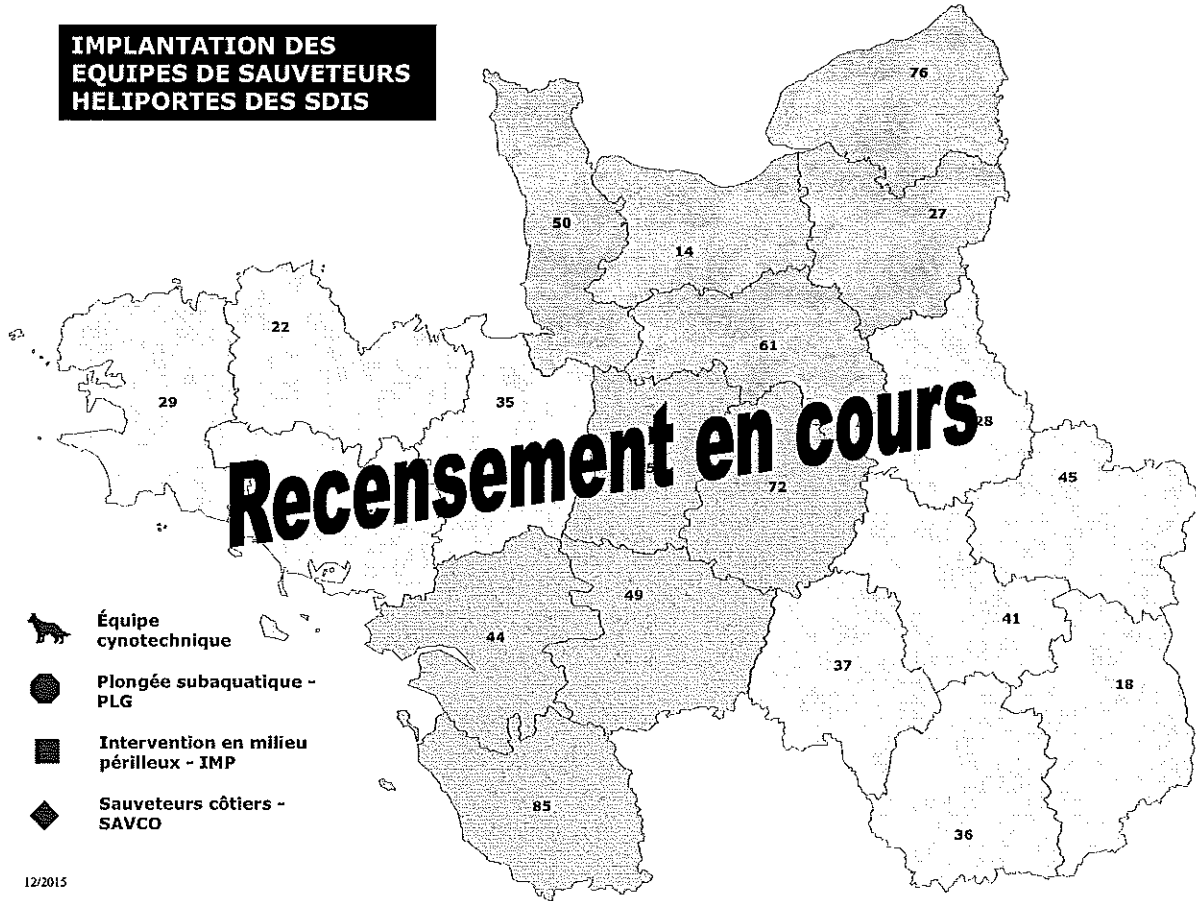 IMPLANTATION DES
EQUIPES DE SAUVETEURS
HELIPORTES DES SDIS
76
27
50
14
22
61
29
35
28
Recensement en cours
45
72
49
44
41
37
18
85
36
Équipe
cynotechnique
Plongée subaquatique -
PLG
Intervention en milieu
périlleux - IMP
Sauveteurs côtiers -
SAVCO
12/2015